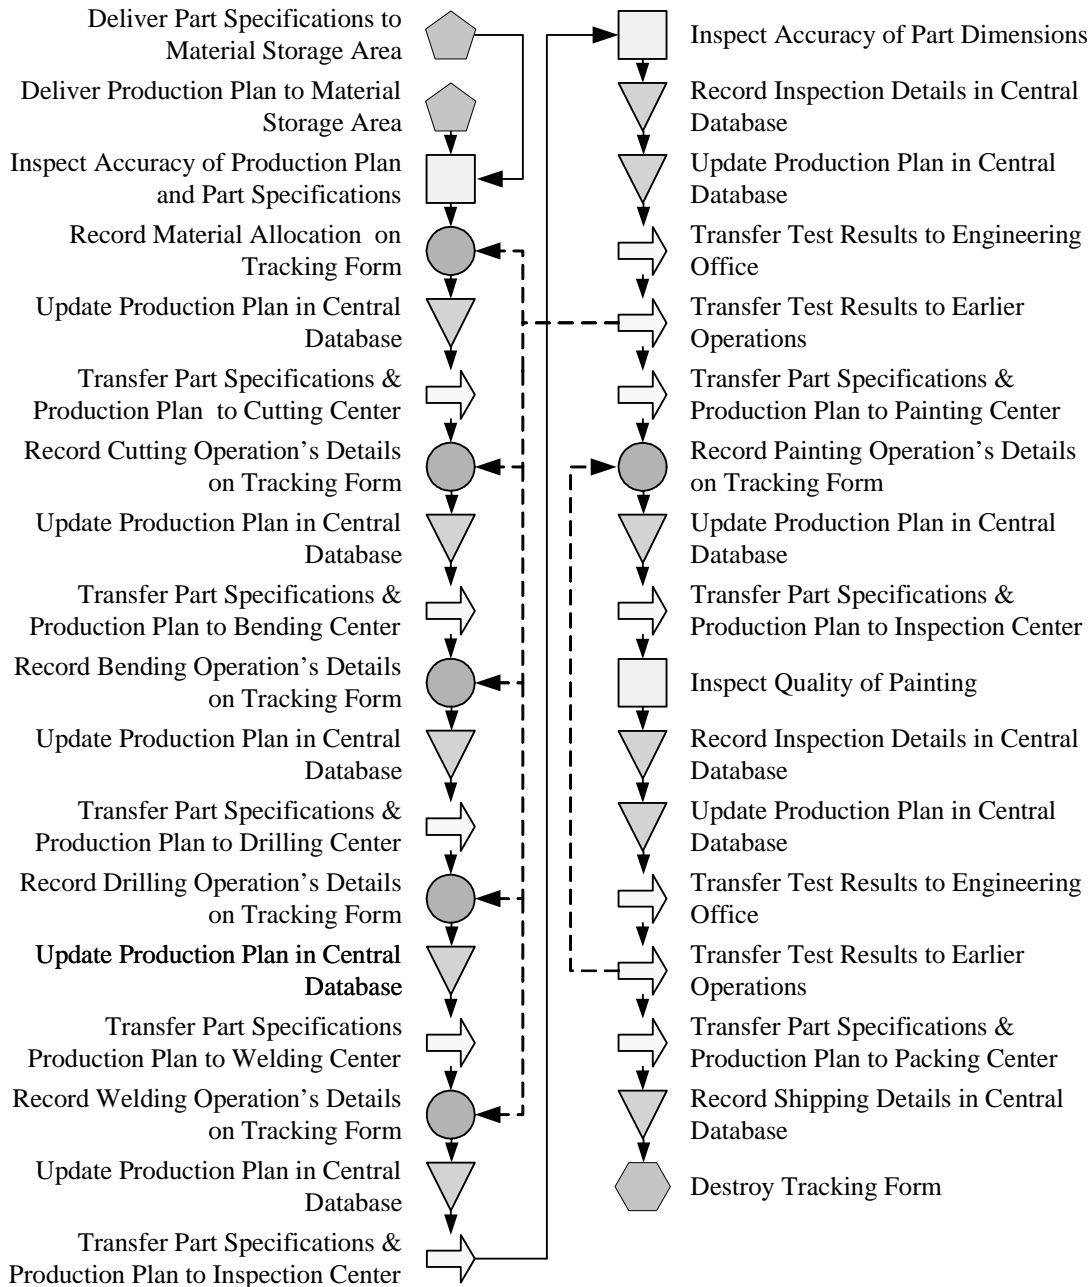 Deliver Part Specifications to
Material Storage Area
Deliver Production Plan to Material
Storage Area
Inspect Accuracy of Production Plan
and Part Specifications
Record Material Allocation  on
Tracking Form
Update Production Plan in Central
Database
Transfer Part Specifications &
Production Plan  to Cutting Center
Record Cutting Operation’s Details
on Tracking Form
Update Production Plan in Central
Database
Transfer Part Specifications &
Production Plan to Bending Center
Record Bending Operation’s Details
on Tracking Form
Update Production Plan in Central
Database
Transfer Part Specifications &
Production Plan to Drilling Center
Record Drilling Operation’s Details
on Tracking Form
Update Production Plan in Central
Database
Transfer Part Specifications
Production Plan to Welding Center
Record Welding Operation’s Details
on Tracking Form
Update Production Plan in Central
Database
Transfer Part Specifications &
Production Plan to Inspection Center
Inspect Accuracy of Part Dimensions
Record Inspection Details in Central
Database
Update Production Plan in Central
Database
Transfer Test Results to Engineering
Office
Transfer Test Results to Earlier
Operations
Transfer Part Specifications &
Production Plan to Painting Center
Record Painting Operation’s Details
on Tracking Form
Update Production Plan in Central
Database
Transfer Part Specifications &
Production Plan to Inspection Center
Inspect Quality of Painting
Record Inspection Details in Central
Database
Update Production Plan in Central
Database
Transfer Test Results to Engineering
Office
Transfer Test Results to Earlier
Operations
Transfer Part Specifications &
Production Plan to Packing Center
Record Shipping Details in Central
Database
Destroy Tracking Form